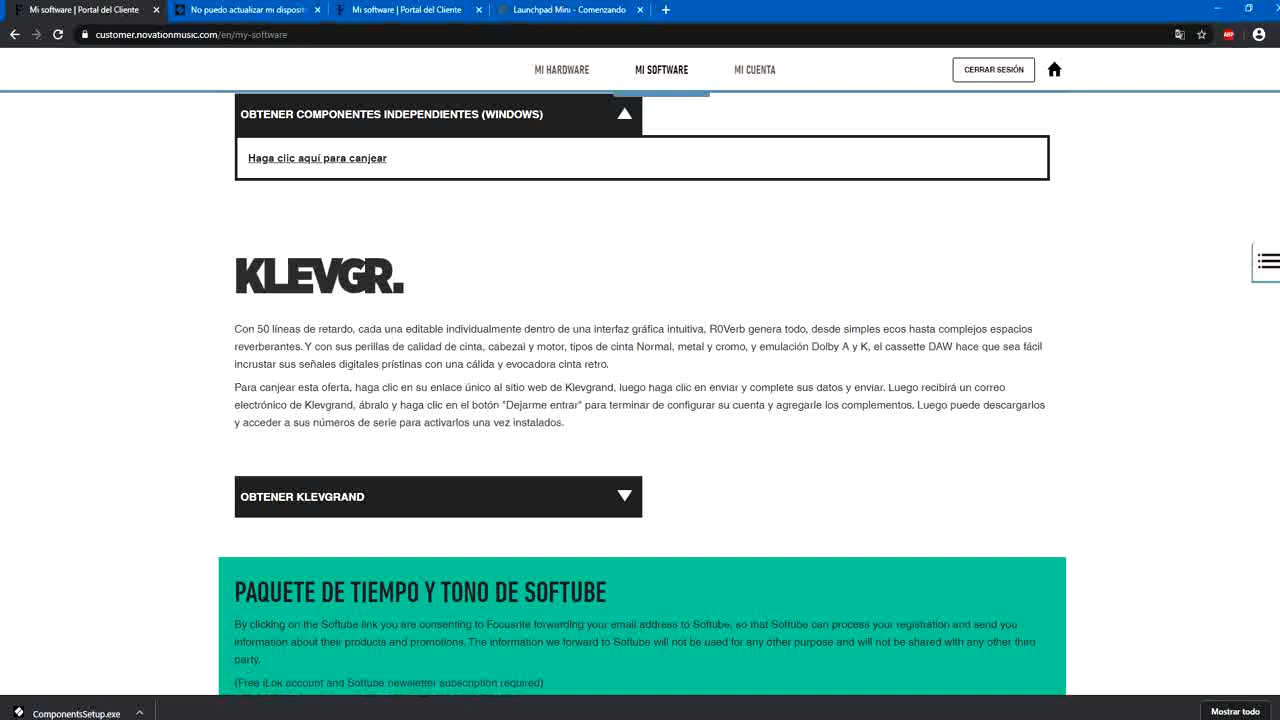 Mi software | Portal del Cliente
No puedo actualizar mi disposit
Mi software | Portal del Cliente
Launchpad Mini - Comenzando
customer.novationmusic.com/en/my-software
ABP
MI HARDWARE
MI SOFTWARE
MI CUENTA
CERRAR SESIÓN
OBTENER COMPONENTES INDEPENDIENTES (WINDOWS)
Haga clic aquí para canjear
KLEVGR.
Con 50 líneas de retardo, cada una editable individualmente dentro de una interfaz gráfica intuitiva, R0Verb genera todo, desde simples ecos hasta complejos espacios
reverberantes. Y con sus perillas de calidad de cinta, cabezal y motor, tipos de cinta Normal, metal y cromo, y emulación Dolby A y K, el cassette DAW hace que sea fácil
incrustar sus señales digitales prístinas con una cálida y evocadora cinta retro.
Para canjear esta oferta, haga clic en su enlace único al sitio web de Klevgrand, luego haga clic en enviar y complete sus datos y enviar. Luego recibirá un correo
electrónico de Klevgrand, ábralo y haga clic en el botón "Dejarme entrar" para terminar de configurar su cuenta y agregarle los complementos. Luego puede descargarlos
y acceder a sus números de serie para activarlos una vez instalados.
OBTENER KLEVGRAND
PAQUETE DE TIEMPO Y TONO DE SOFTUBE
By clicking on the Softube link you are consenting to Focusrite forwarding your email address to Softube, so that Softube can process your registration and send you
information about their products and promotions. The information we forward to Softube will not be used for any other purpose and will not be shared with any other third
party.
(Free iLok account and Softube newsletter subscription required)
ComponentsSetup.exe
Mostrar todo